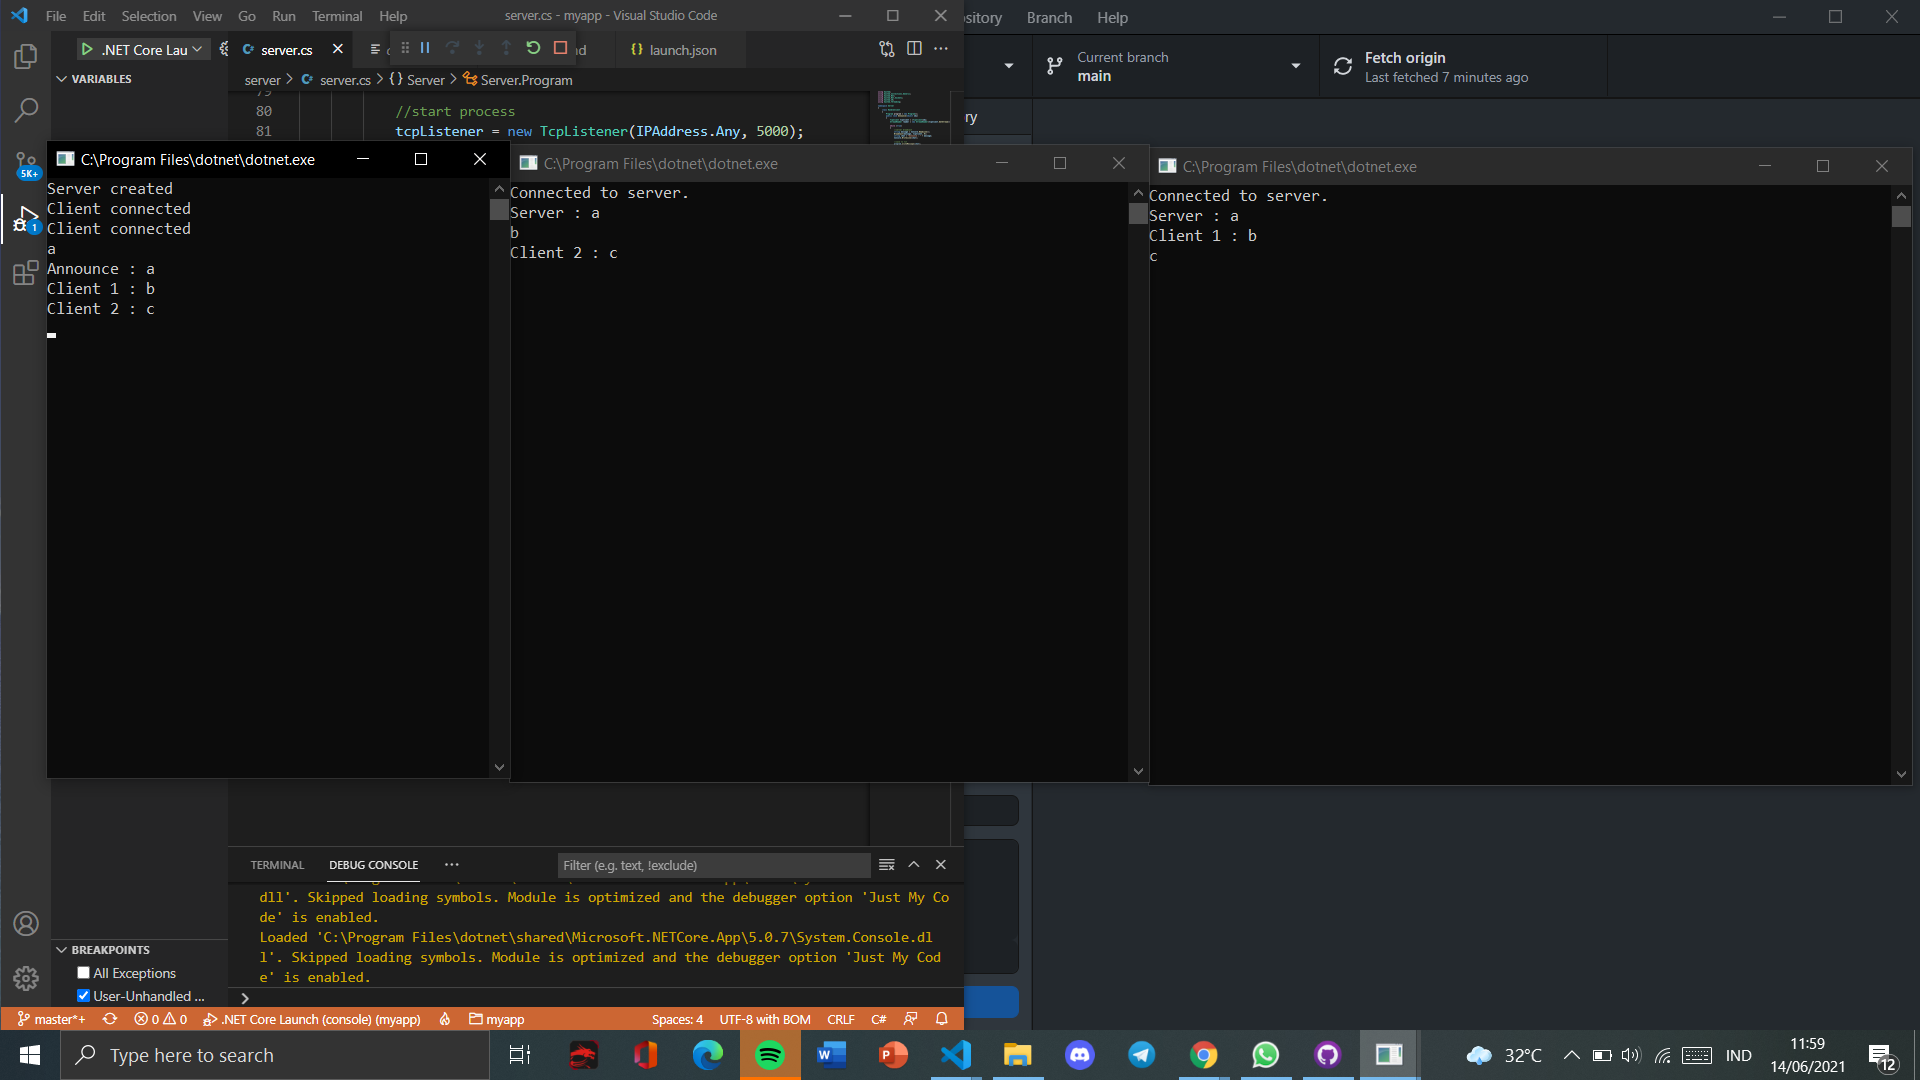 File Edit Selection View Go Run Terminal Help
server.cs - myapp - Visual Studio Code
Branch Help
.NET Core Lau
server.cs
launch.json
Current branch
main
Fetch origin
Last fetched 7 minutes ago
VARIABLES
server > server.cs > {} Server > Server.Program
80 //start process
81 tcpListener = new TcpListener(IPAddress.Any, 5000);
5K+
1
C:\Program Files\dotnet\dotnet.exe
Server created
Client connected
Client connected
a
Announce : a
Client 1 : b
Client 2 : c
C:\Program Files\dotnet\dotnet.exe
Connected to server.
Server : a
b
Client 2 : c
C:\Program Files\dotnet\dotnet.exe
Connected to server.
Server : a
Client 1 : b
c
TERMINAL DEBUG CONSOLE
Filter (e.g. text, !exclude)
dll'. Skipped loading symbols. Module is optimized and the debugger option 'Just My Co
de' is enabled.
Loaded 'C:\Program Files\dotnet\shared\Microsoft.NETCore.App\5.0.7\System.Console.dl
l'. Skipped loading symbols. Module is optimized and the debugger option 'Just My Cod
e' is enabled.
BREAKPOINTS
All Exceptions
User-Unhandled ...
master*+ 0 0 .NET Core Launch (console) (myapp) myapp
Spaces: 4 UTF-8 with BOM CRLF C#
Type here to search
32°C
IND
11:59
14/06/2021
12